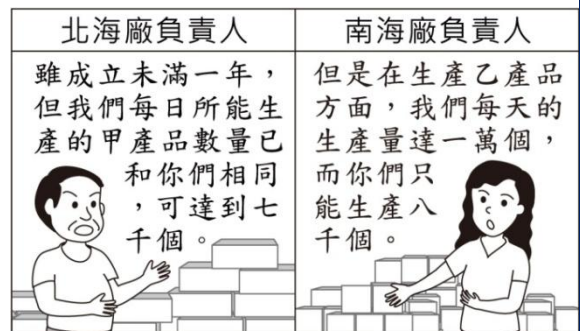 北海廠負責人
雖成立未滿一年，
但我們每日所能生
產的甲產品數量已
和你們相同
，可達到七
千個。
南海廠負責人
但是在生產乙產品
方面，我們每天的
生產量達一萬個，
而你們只
能生產八
千個。